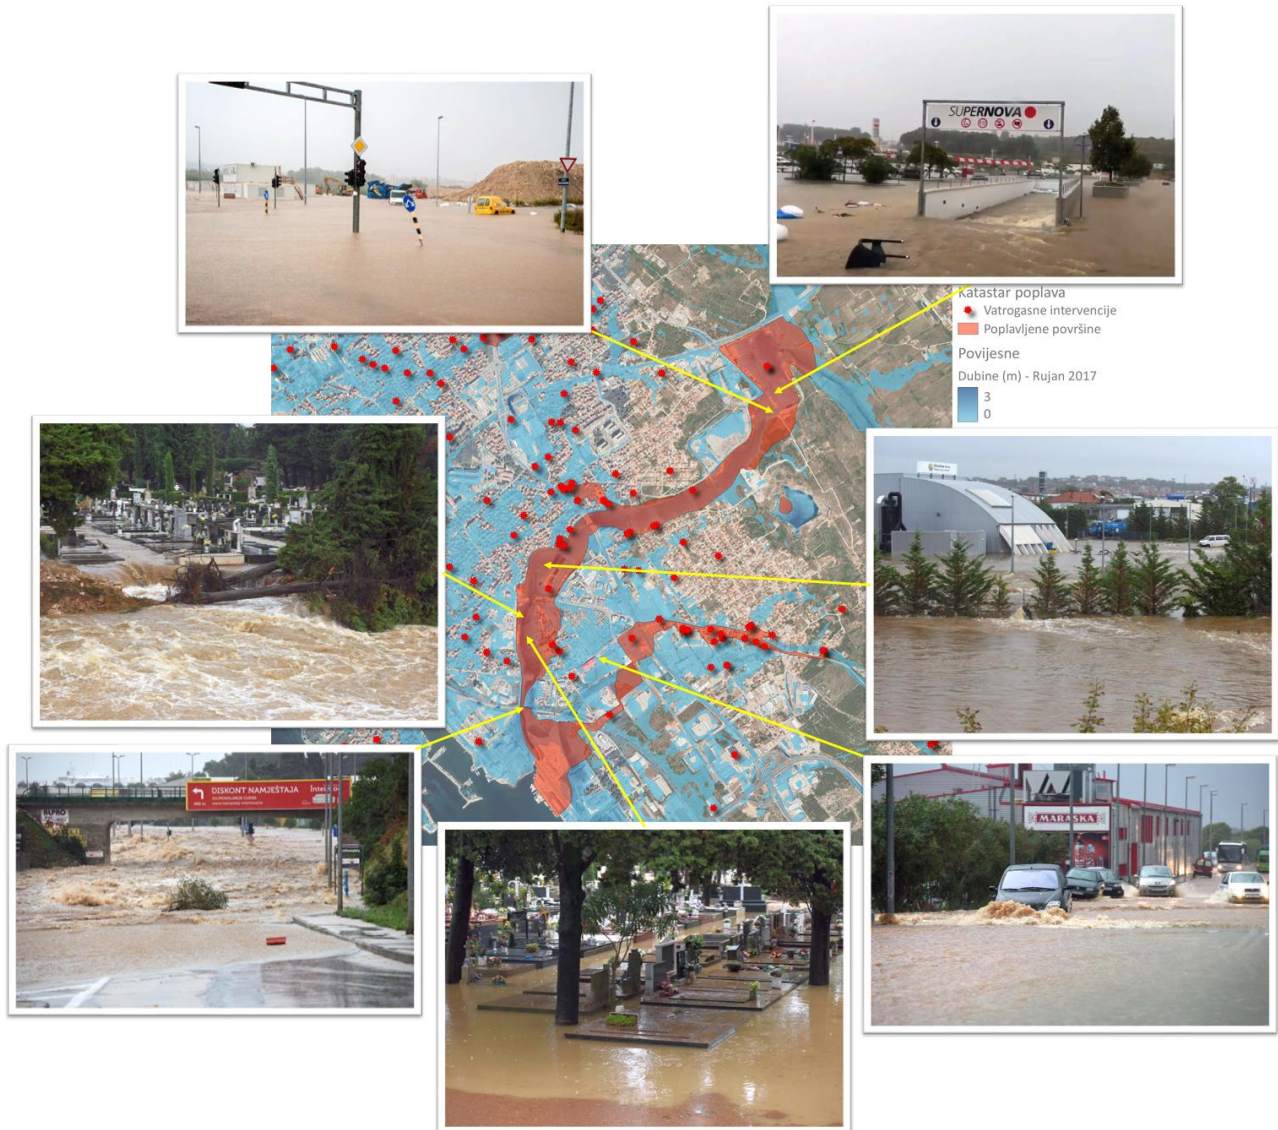 SUPERNOVA
Katastar poplava
Vatrogasne intervencije
Poplavljene površine
Povijesne
Dubine (m) - Rujan 2017
3
0
DISKONT NAMJEŠTAJA
MARASKA